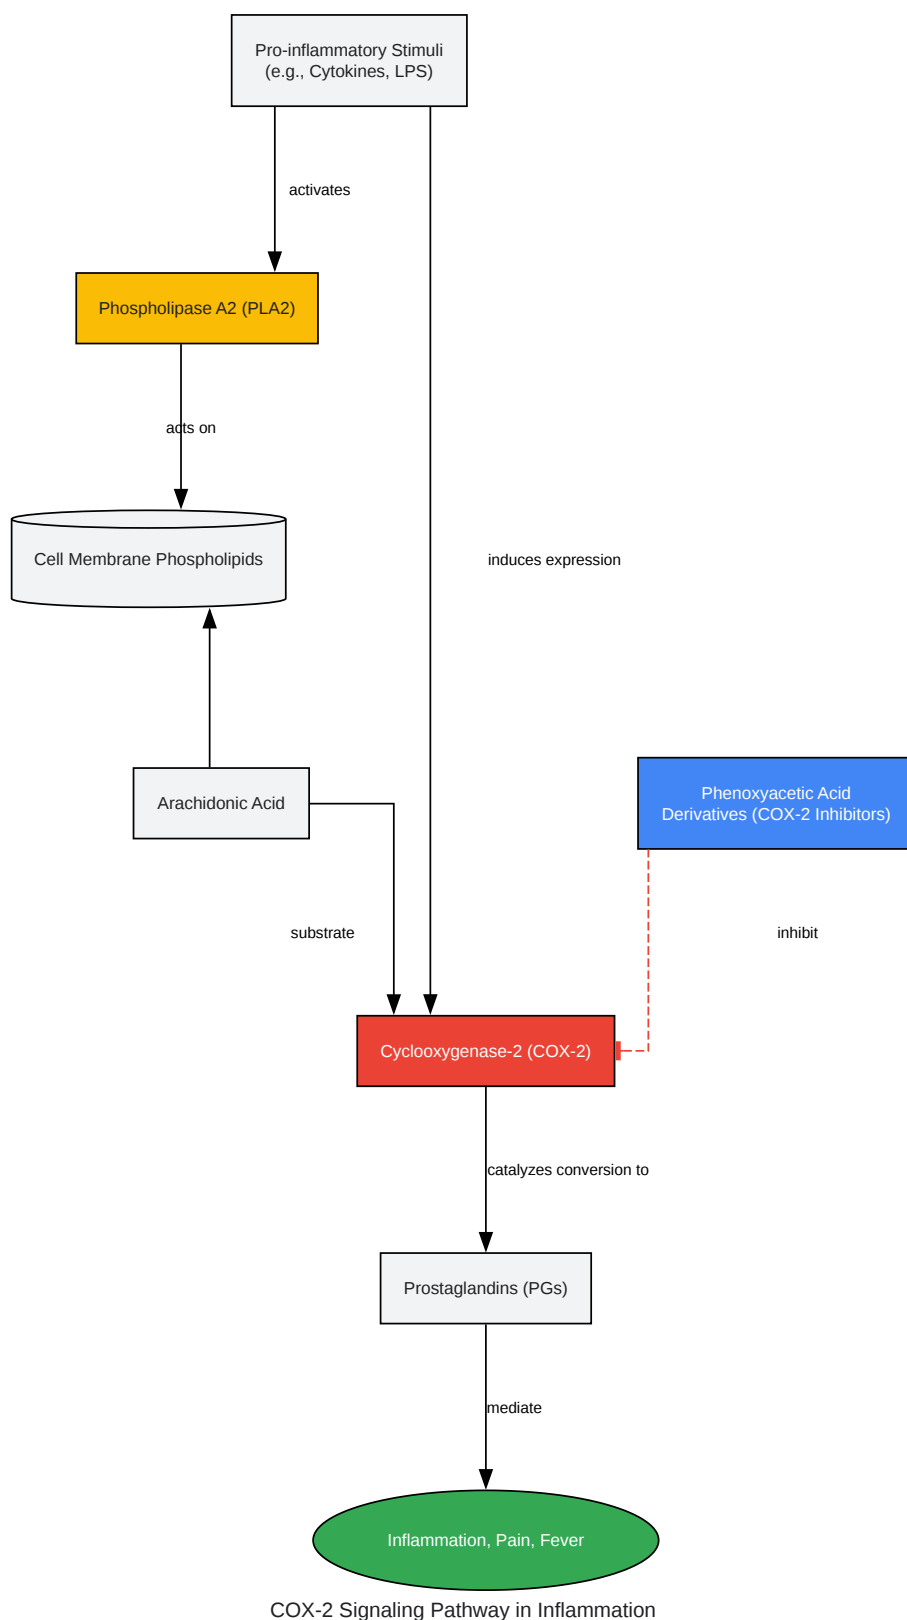 Pro-inflammatory Stimuli
(e.g., Cytokines, LPS)
activates
Phospholipase A2 (PLA2)
acts on
Cell Membrane Phospholipids
induces expression
Arachidonic Acid
Phenoxyacetic Acid
Derivatives (COX-2 Inhibitors)
substrate
inhibit
Cyclooxygenase-2 (COX-2)
catalyzes conversion to
Prostaglandins (PGs)
mediate
Inflammation, Pain, Fever
COX-2 Signaling Pathway in Inflammation